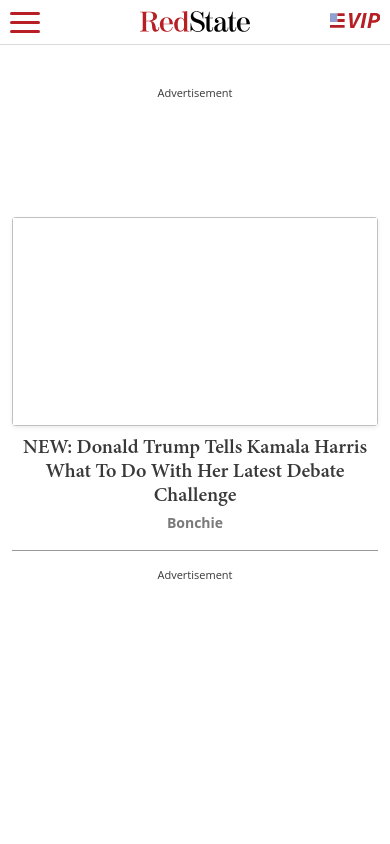 RedState
VIP
Advertisement
NEW: Donald Trump Tells Kamala Harris
What To Do With Her Latest Debate
Challenge
Bonchie
Advertisement